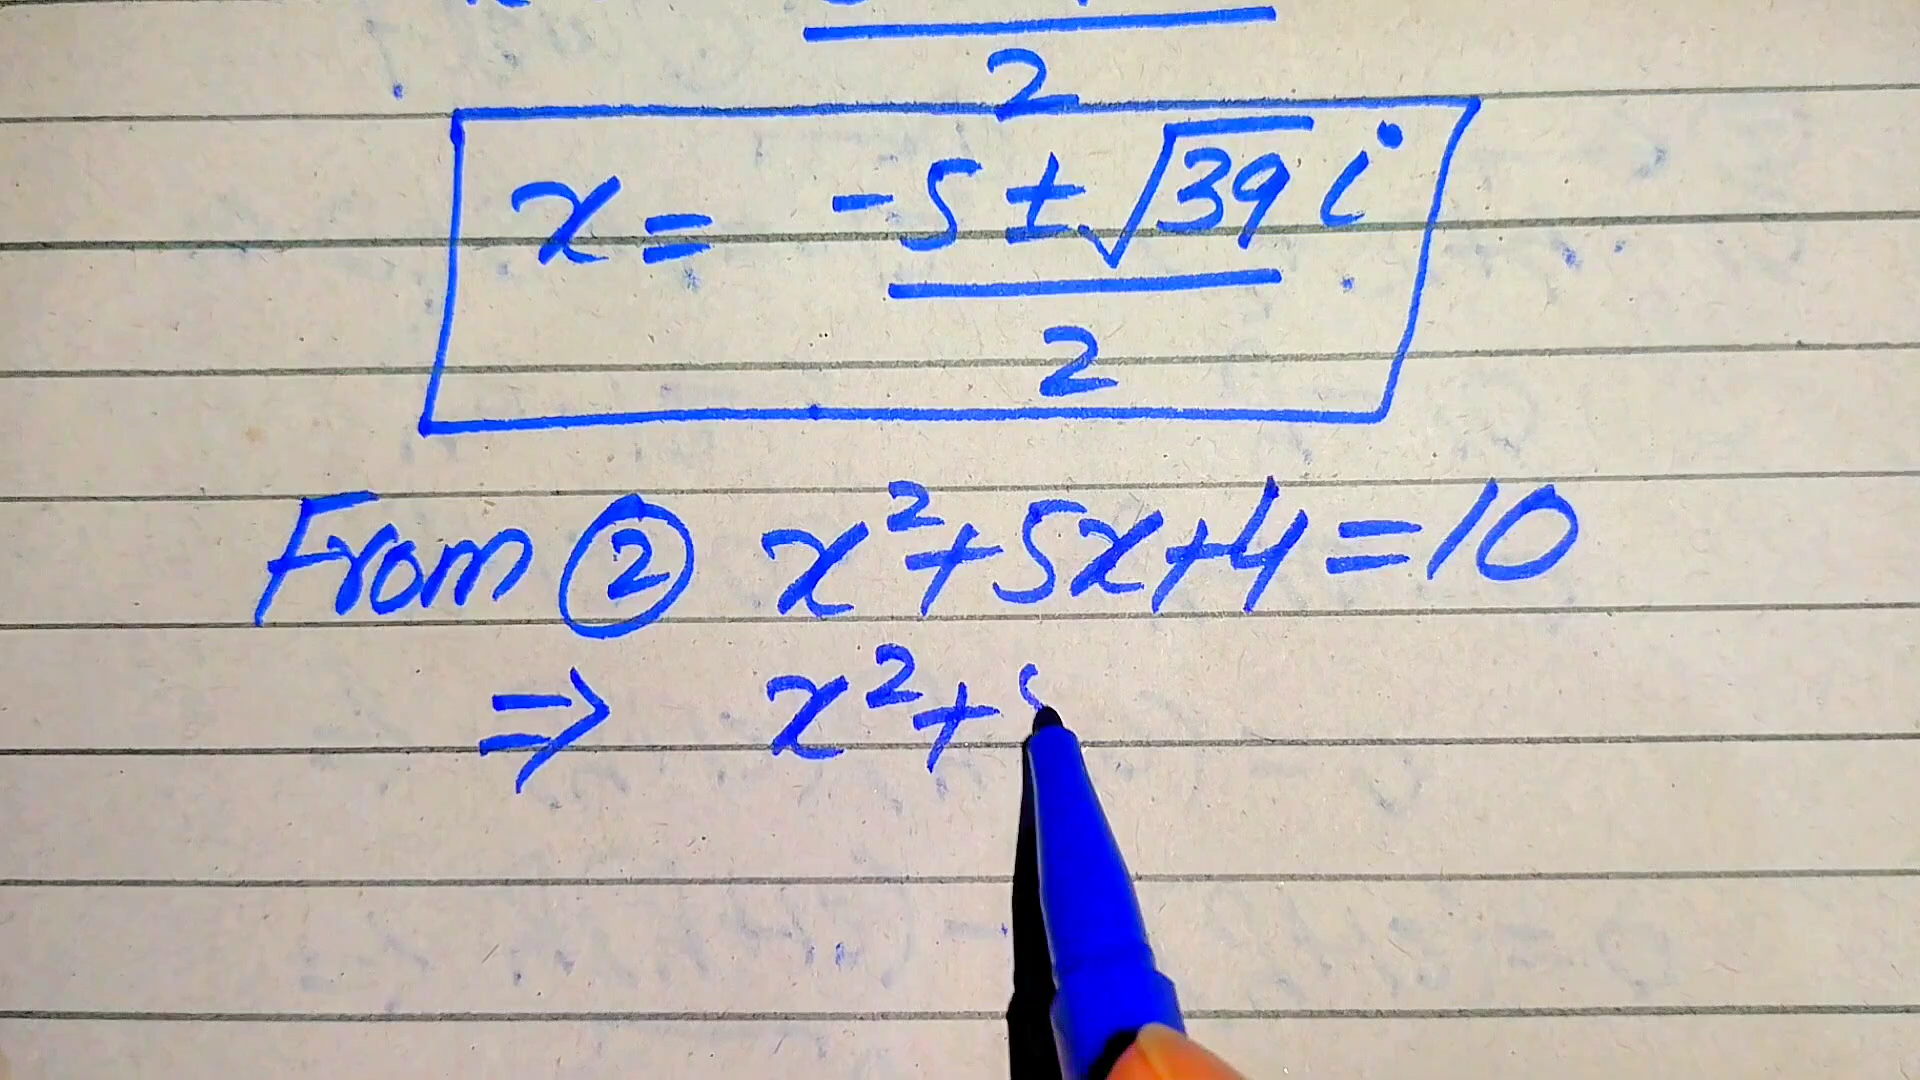 2
x = -5 ± √39 i
2
From ② x² + 5x + 4 = 10
⇒ x² +